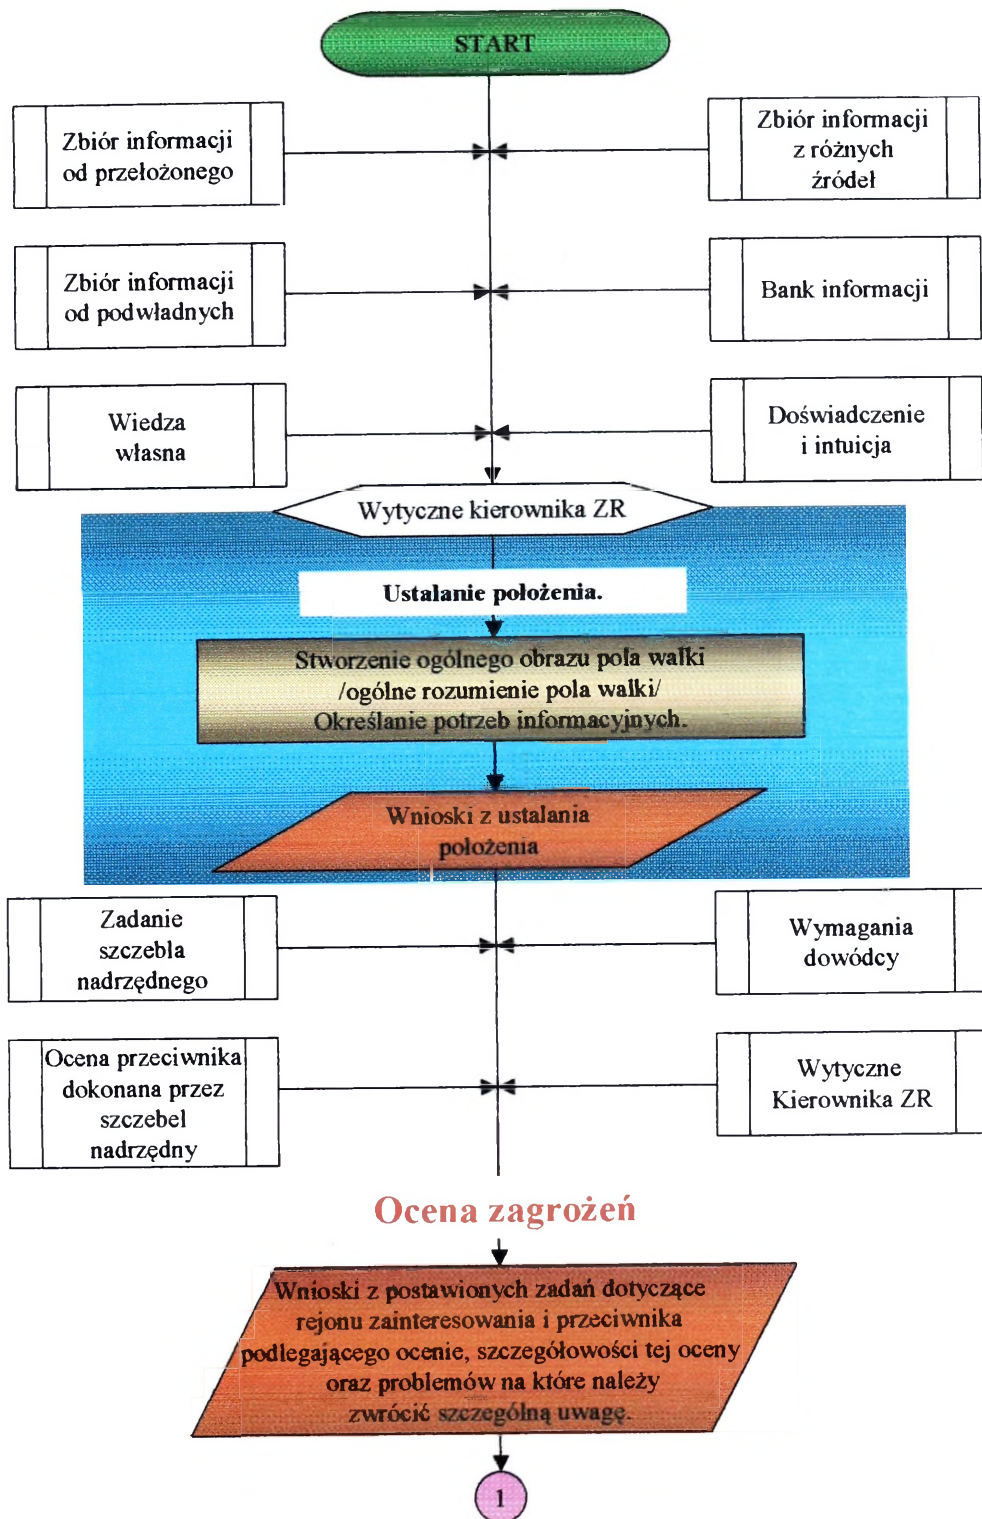 START
Zbiór informacji
od przełożonego
Zbiór informacji
z różnych
źródeł
Zbiór informacji
od podwładnych
Bank informacji
Wiedza
własna
Doświadczenie
i intuicja
Wytyczne kierownika ZR
Ustalanie położenia.
Stworzenie ogólnego obrazu pola walki
/ogólne rozumienie pola walki/
Określanie potrzeb informacyjnych.
Wnioski z ustalania
położenia
Zadanie
szczebla
nadrzędnego
Wymagania
dowódcy
Ocena przeciwnika
dokonana przez
szczebel
nadrzędny
Wytyczne
Kierownika ZR
Ocena zagrożeń
Wnioski z postawionych zadań dotyczące
rejonu zainteresowania i przeciwnika
podlegającego ocenie, szczegółowości tej oceny
oraz problemów na które należy
zwrócić szczególną uwagę.
1